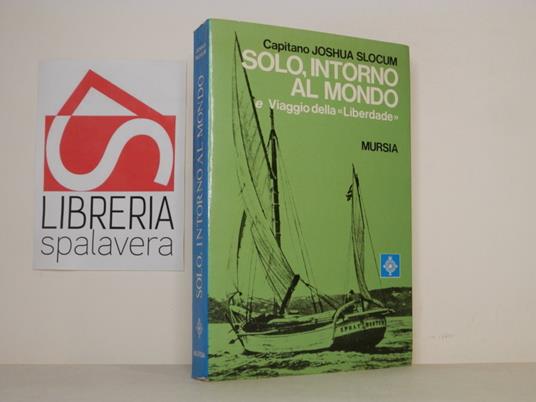 LIBRERIA
spalavera
SOLO, INTORNO AL MONDO
Capitano JOSHUA SLOCUM
SOLO, INTORNO
AL MONDO
e Viaggio della «Liberdade»
MURSIA